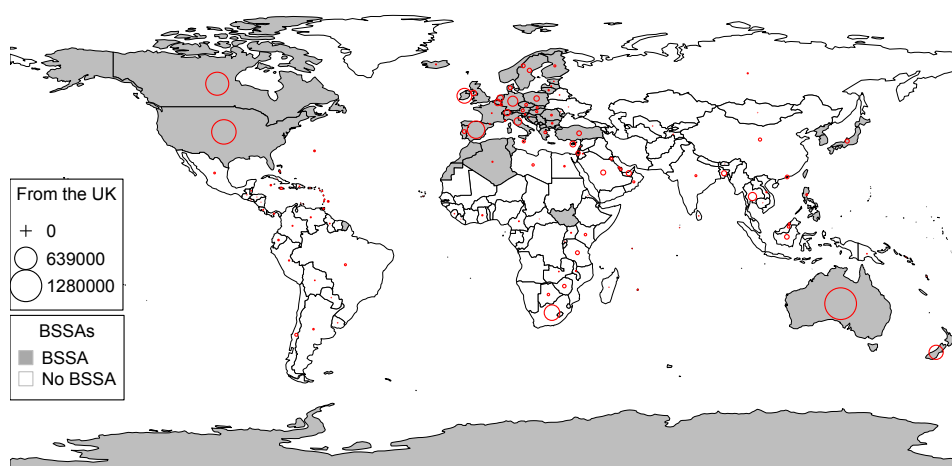 From the UK
0
639000
1280000
BSSAs
BSSA
No BSSA